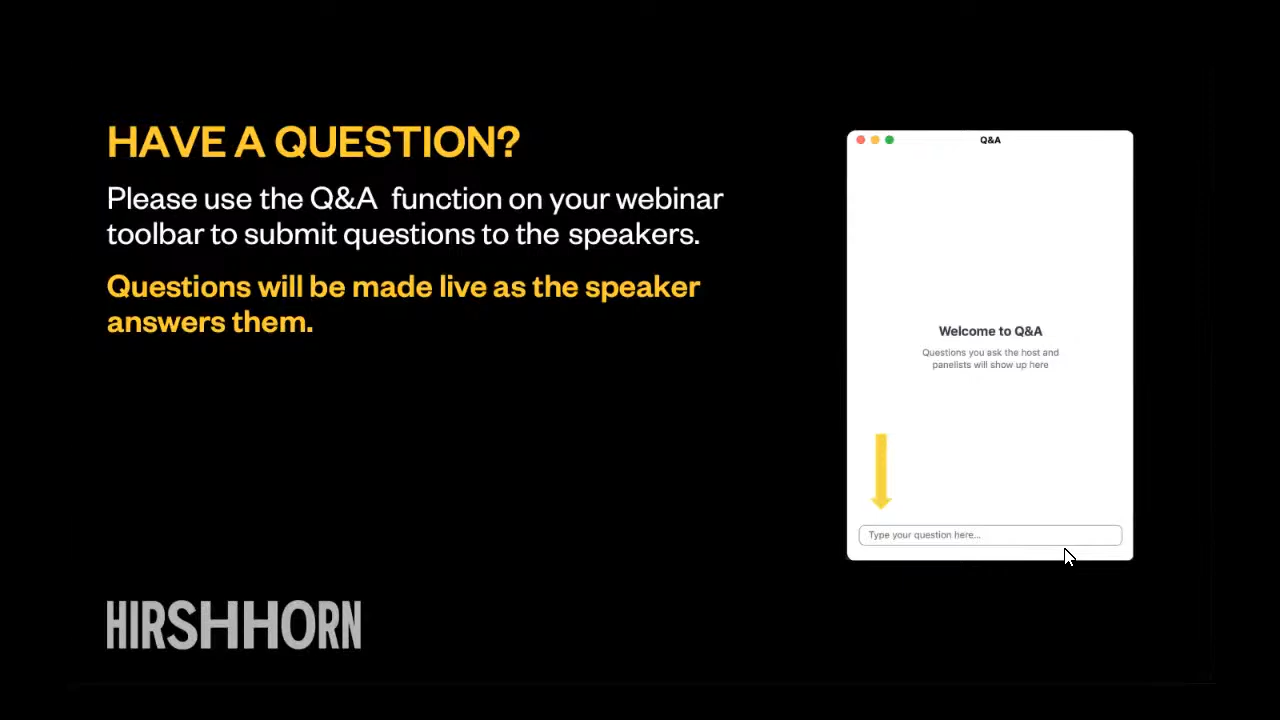 HAVE A QUESTION?
Please use the Q&A function on your webinar
toolbar to submit questions to the speakers.
Questions will be made live as the speaker
answers them.
HIRSHHORN
Q&A
Welcome to Q&A
Questions you ask the host and
panelists will show up here
Type your question here...